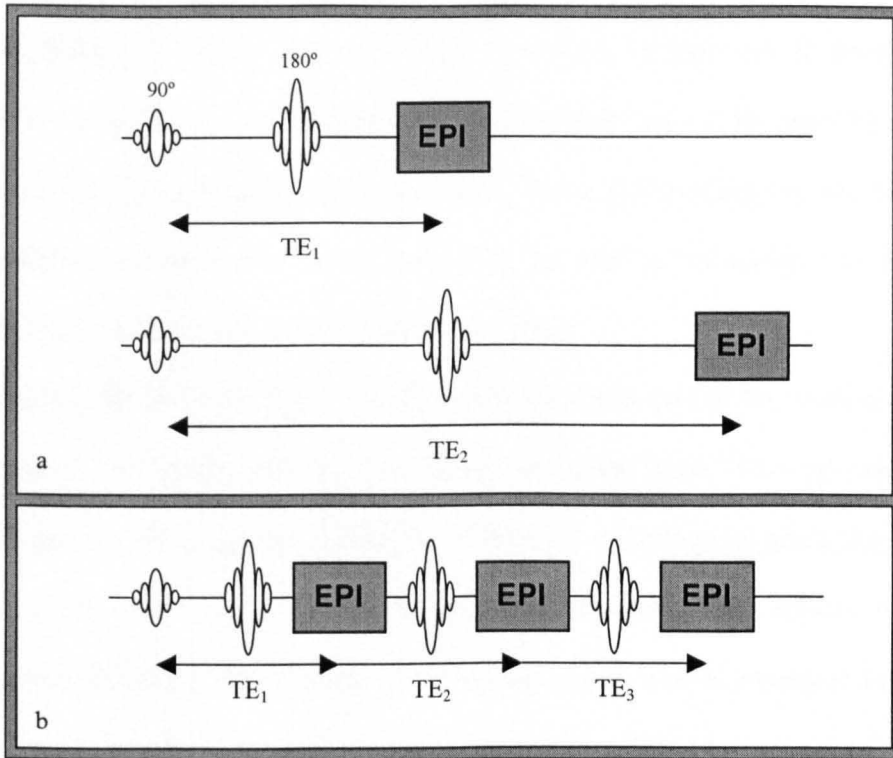 90° 180°
EPI
TE₁
EPI
TE₂
a
EPI EPI EPI
TE₁ TE₂ TE₃
b